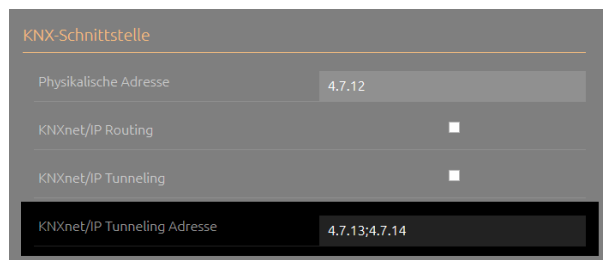 KNX-Schnittstelle
Physikalische Adresse 4.7.12
KNXnet/IP Routing
KNXnet/IP Tunneling
KNXnet/IP Tunneling Adresse 4.7.13;4.7.14